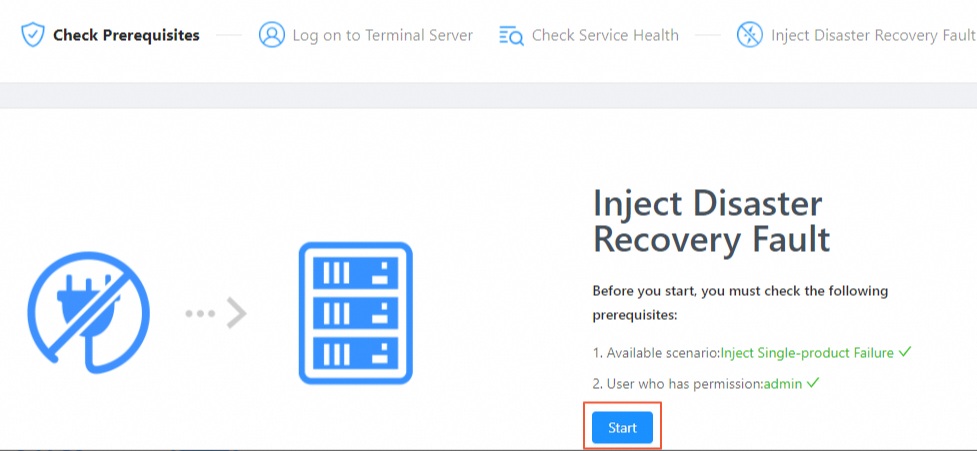 Check Prerequisites Log on to Terminal Server Check Service Health Inject Disaster Recovery Fault
Inject Disaster
Recovery Fault
Before you start, you must check the following
prerequisites:
1. Available scenario:Inject Single-product Failure
2. User who has permission:admin
Start